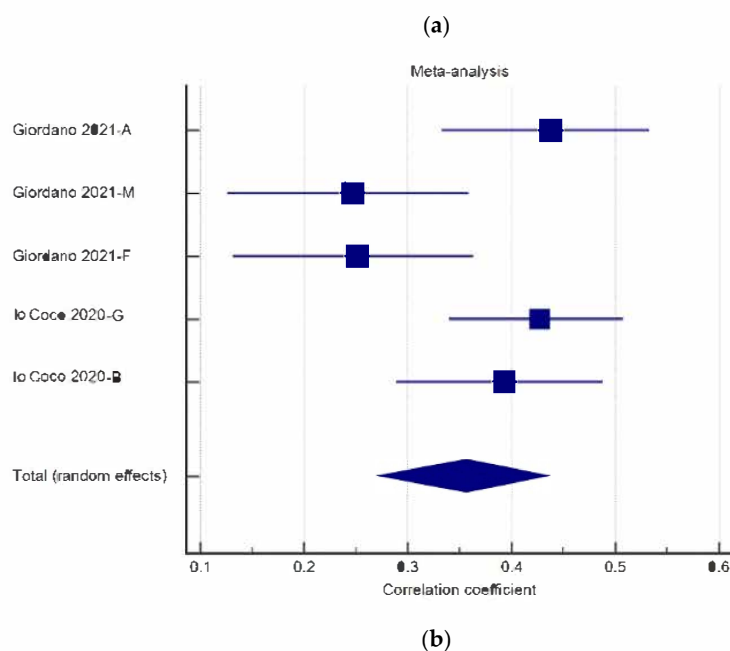 (a)
Meta-analysis
Giordano 2021-A
Giordano 2021-M
Giordano 2021-F
lo Coco 2020-G
lo Coco 2020-B
Total (random effects)
0.1 0.2 0.3 0.4 0.5 0.6
Correlation coefficient
(b)